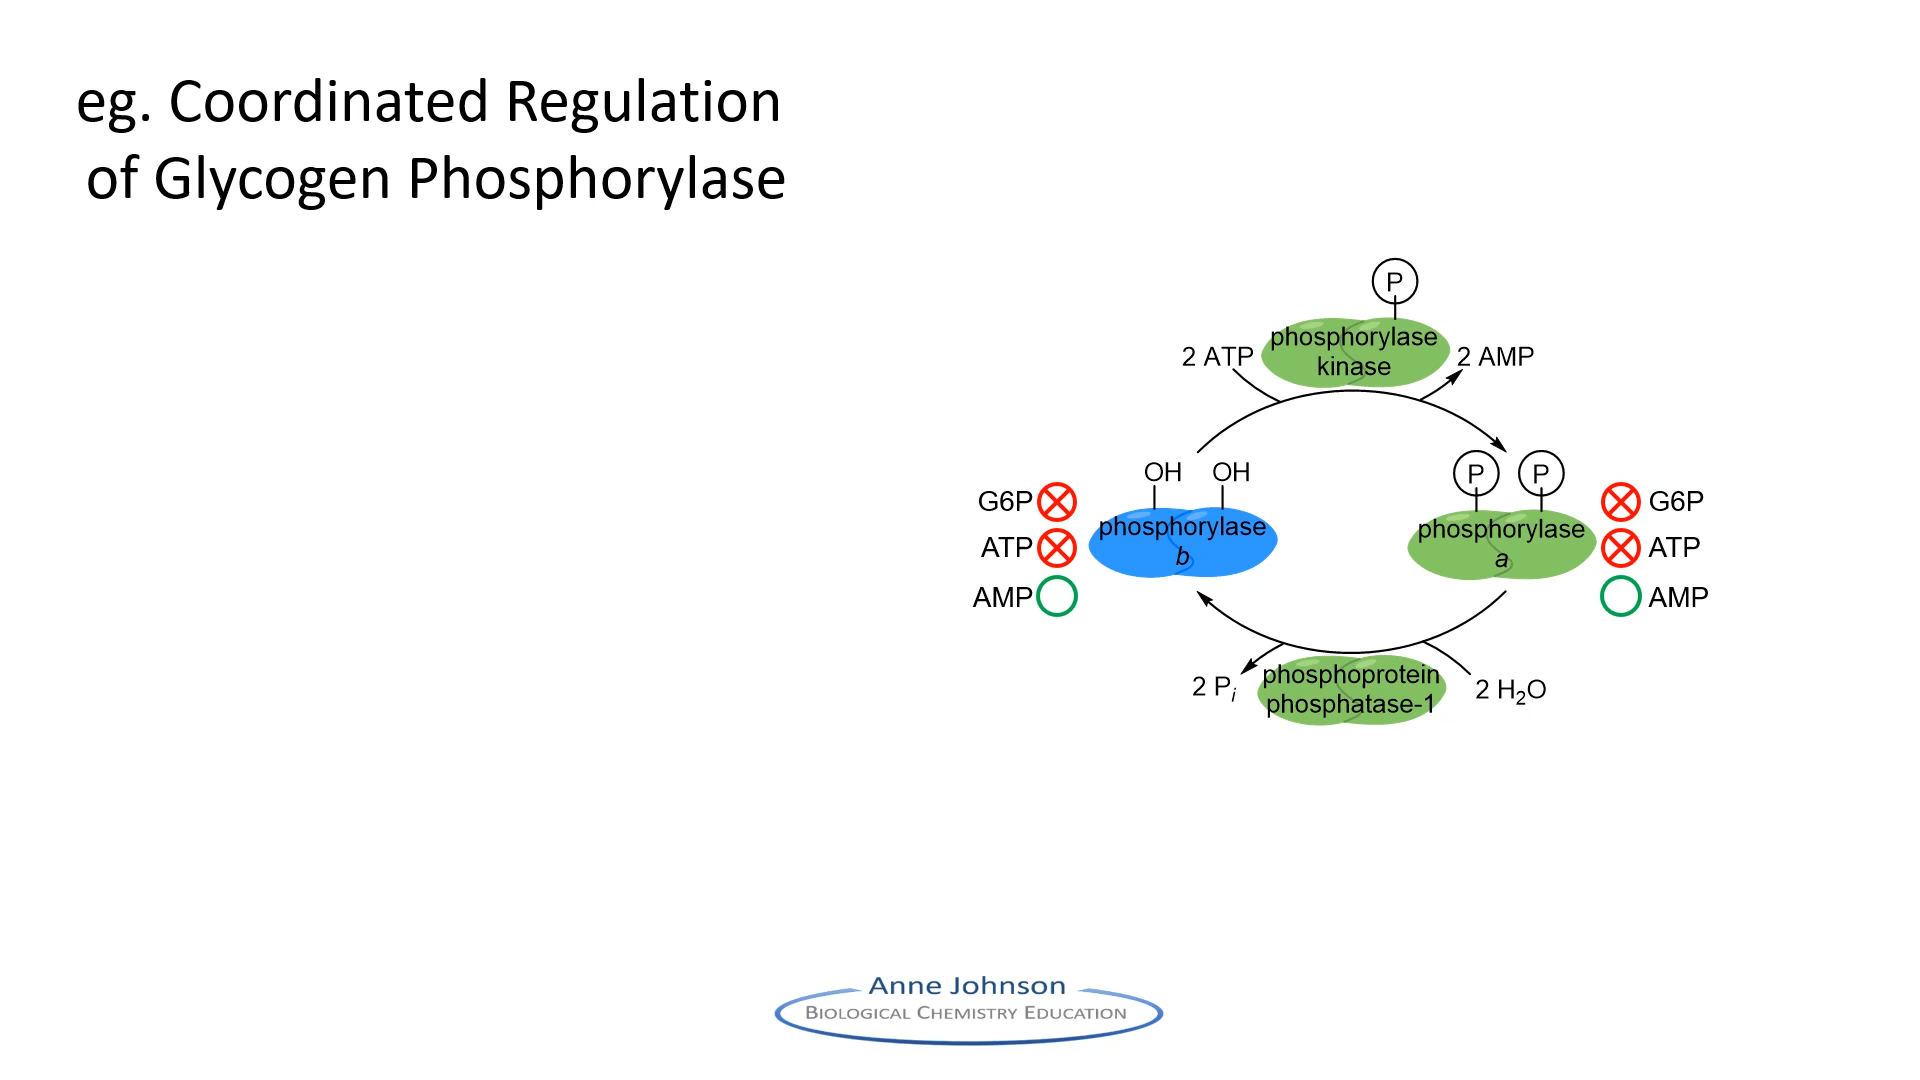 eg. Coordinated Regulation
of Glycogen Phosphorylase
P
phosphorylase
kinase
2 ATP
2 AMP
OH OH
P P
G6P
ATP
AMP
phosphorylase
b
phosphorylase
a
G6P
ATP
AMP
2 Pi
phosphoprotein
phosphatase-1
2 H₂O
Anne Johnson
BIOLOGICAL CHEMISTRY EDUCATION